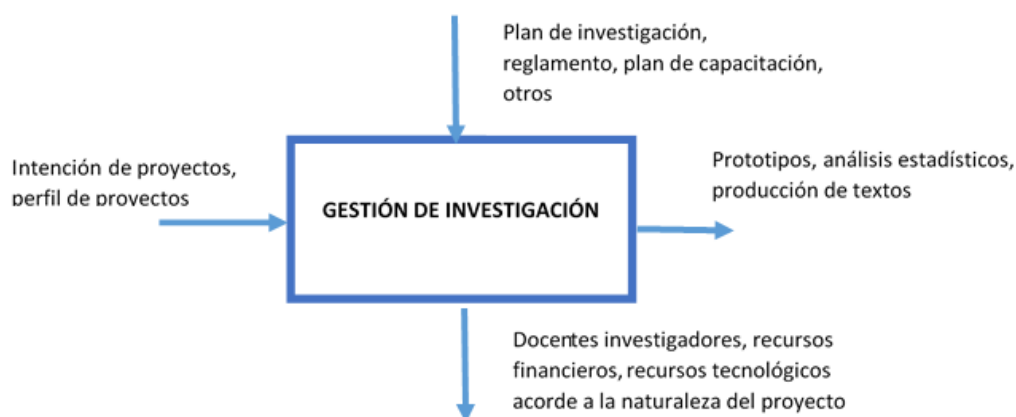 Plan de investigación,
reglamento, plan de capacitación,
otros
Intención de proyectos,
perfil de proyectos
GESTIÓN DE INVESTIGACIÓN
Prototipos, análisis estadísticos,
producción de textos
Docentes investigadores, recursos
financieros, recursos tecnológicos
acorde a la naturaleza del proyecto